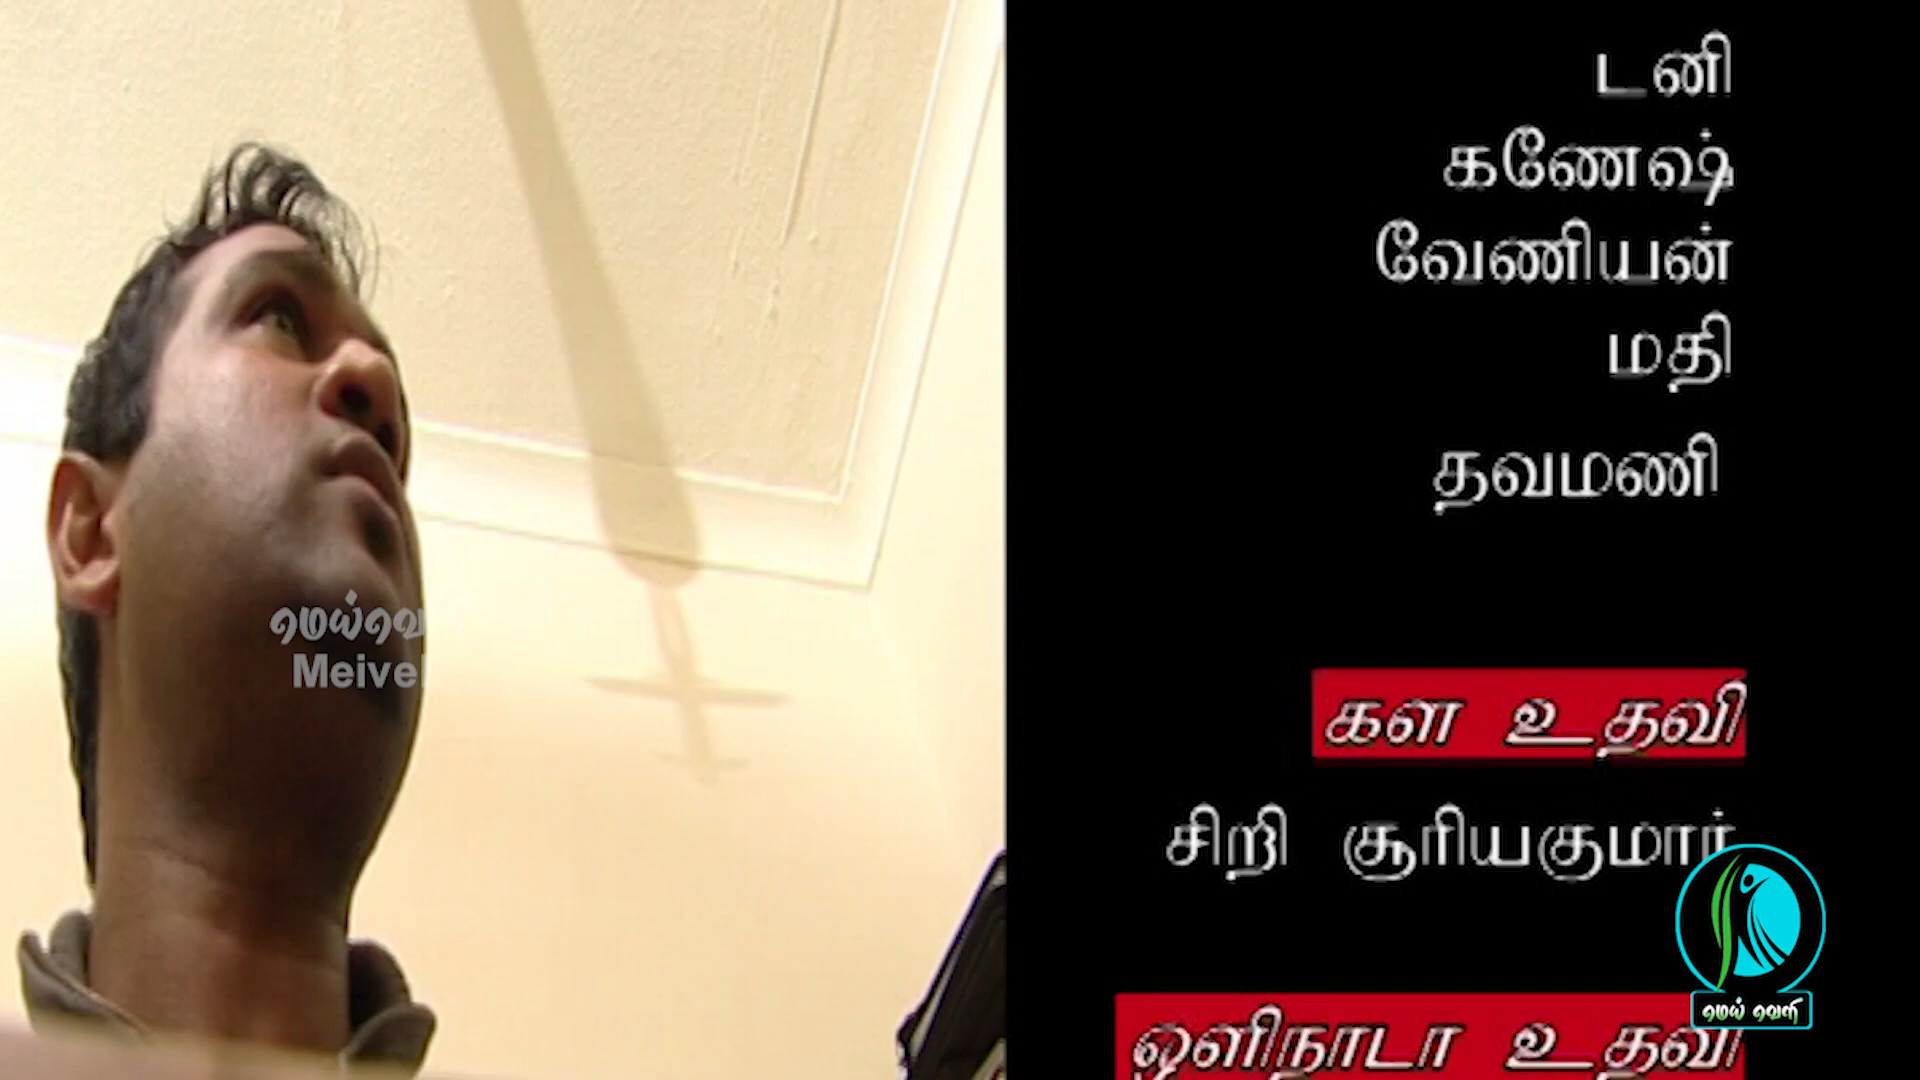 டனி
கணேஷ்
வேணியன்
மதி
தவமணி
கள உதவி
சிறி சூரியகுமார்
ஒளிநாடா உதவி
மெய்வெ
Meivel
மெய் வெளி